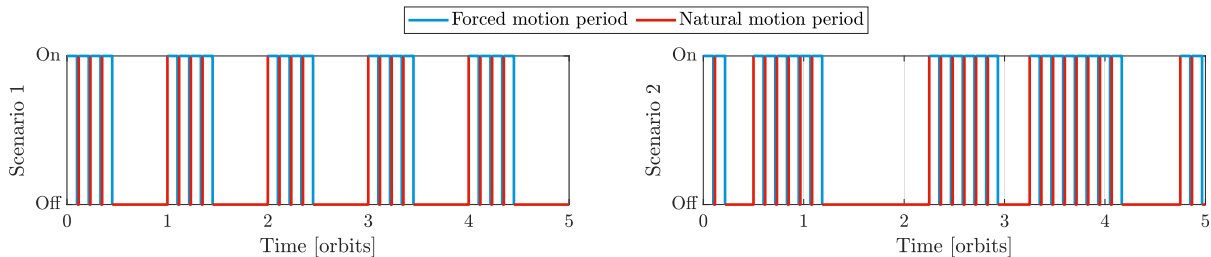 Forced motion period Natural motion period
Scenario 1
On
Off
0 1 2 3 4 5
Time [orbits]
Scenario 2
On
Off
0 1 2 3 4 5
Time [orbits]